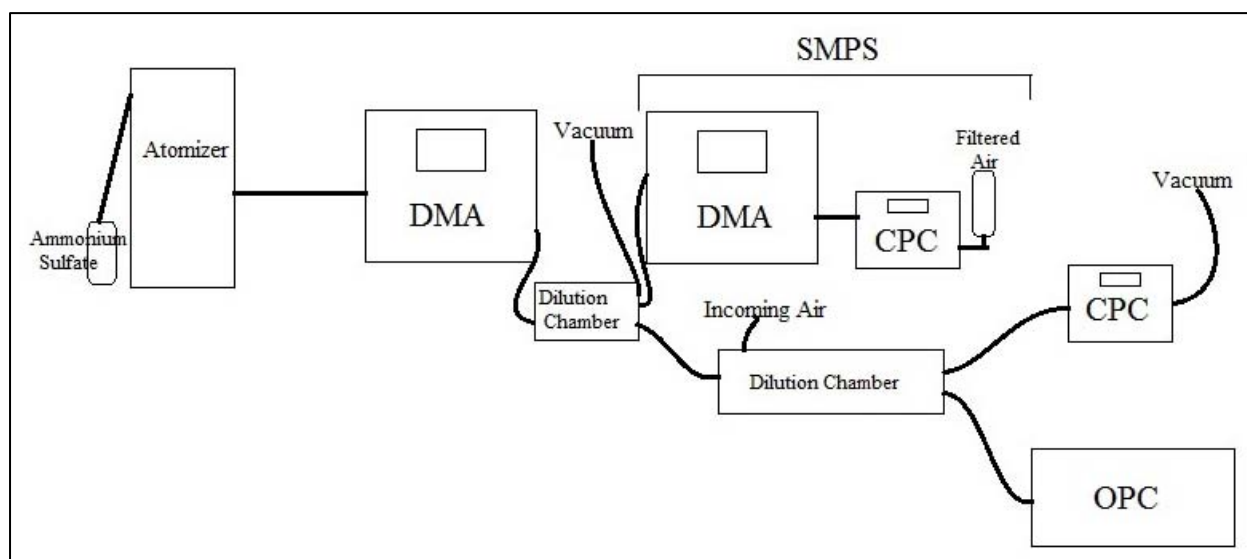 SMPS
Atomizer
Vacuum
Filtered
Air
Vacuum
DMA
DMA
CPC
Ammonium
Sulfate
Dilution
Chamber
Incoming Air
CPC
Dilution Chamber
OPC